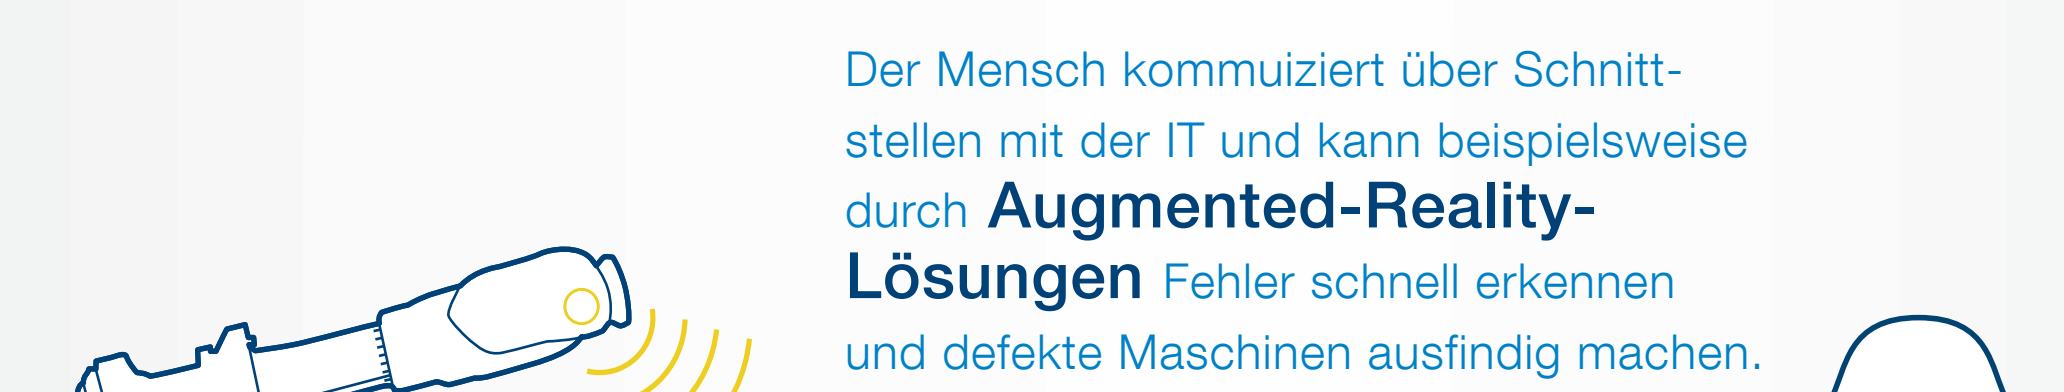 Der Mensch kommuiziert über Schnitt-
stellen mit der IT und kann beispielsweise
durch Augmented-Reality-
Lösungen Fehler schnell erkennen
und defekte Maschinen ausfindig machen.